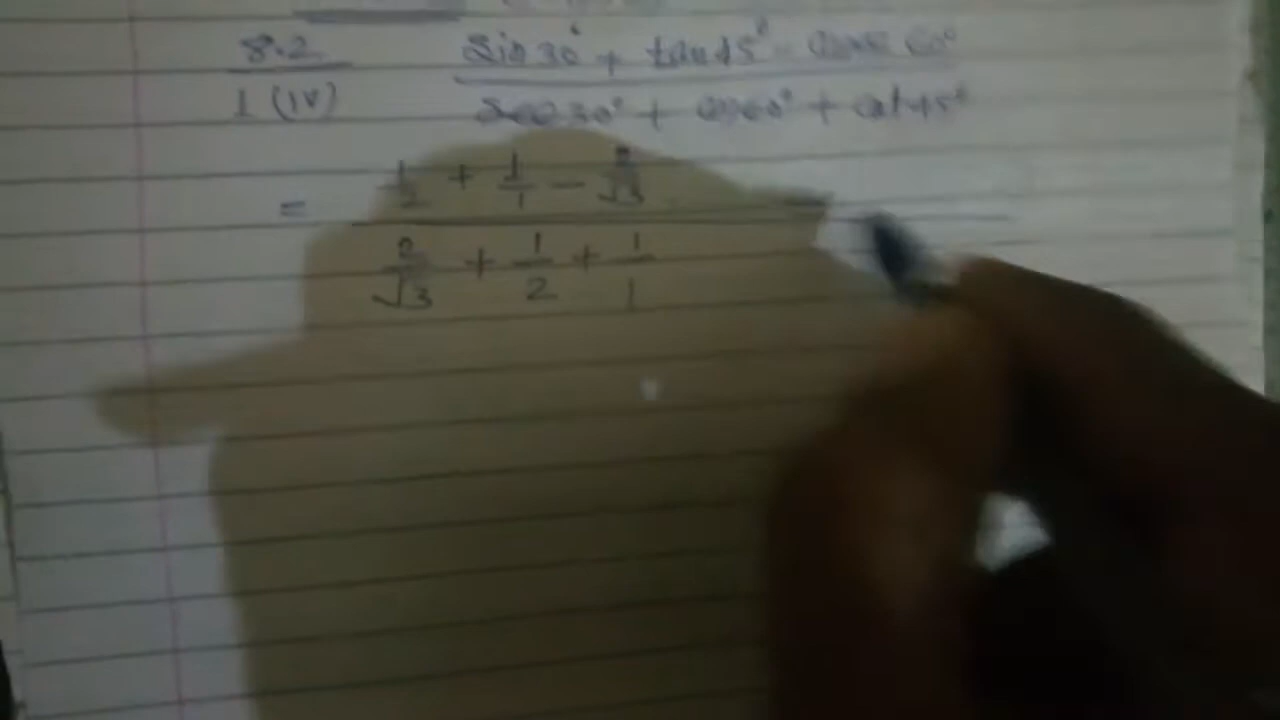 8.2 sin 30° + tan 45° - cosec 60°
1 (iv) sec 30° + cos 60° + cot 45°
= 1/2 + 1/1 - 2/√3
2/√3 + 1/2 + 1/1